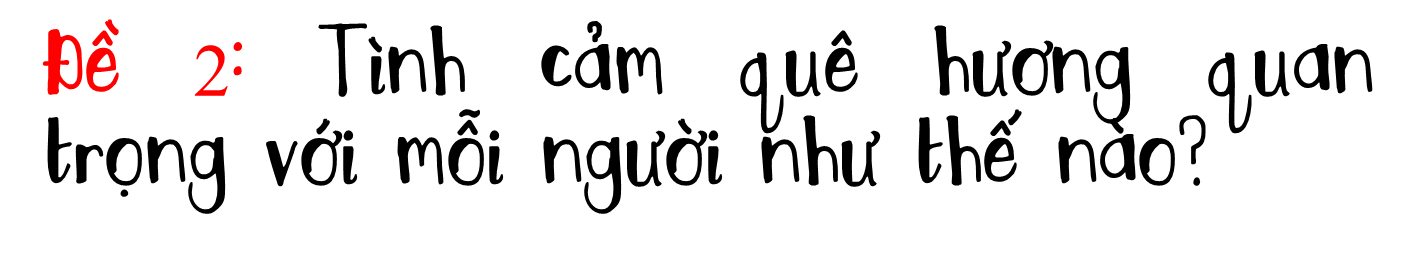 Đề 2: Tình cảm quê hương quan
trọng với mỗi người như thế nào?